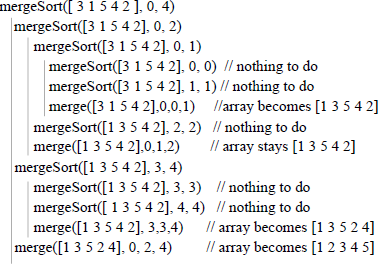 mergeSort([ 3 1 5 4 2 ], 0, 4)
mergeSort([3 1 5 4 2], 0, 2)
mergeSort([3 1 5 4 2], 0, 1)
mergeSort([3 1 5 4 2], 0, 0) // nothing to do
mergeSort([3 1 5 4 2], 1, 1) // nothing to do
merge([3 1 5 4 2],0,0,1) //array becomes [1 3 5 4 2]
mergeSort([1 3 5 4 2], 2, 2) // nothing to do
merge([1 3 5 4 2],0,1,2) // array stays [1 3 5 4 2]
mergeSort([1 3 5 4 2], 3, 4)
mergeSort([1 3 5 4 2], 3, 3) // nothing to do
mergeSort([ 1 3 5 4 2], 4, 4) // nothing to do
merge([1 3 5 4 2], 3,3,4) // array becomes [1 3 5 2 4]
merge([1 3 5 2 4], 0, 2, 4) // array becomes [1 2 3 4 5]